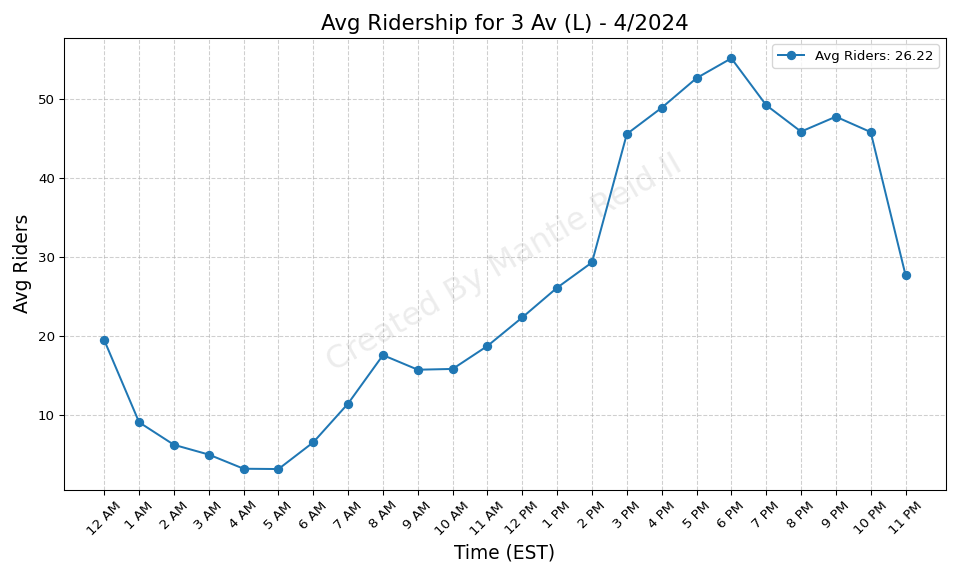 Avg Ridership for 3 Av (L) - 4/2024
Avg Riders: 26.22
50
40
30
20
10
Avg Riders
Created By Mantle Reid II
12 AM
1 AM
2 AM
3 AM
4 AM
5 AM
6 AM
7 AM
8 AM
9 AM
10 AM
11 AM
12 PM
1 PM
2 PM
3 PM
4 PM
5 PM
6 PM
7 PM
8 PM
9 PM
10 PM
11 PM
Time (EST)